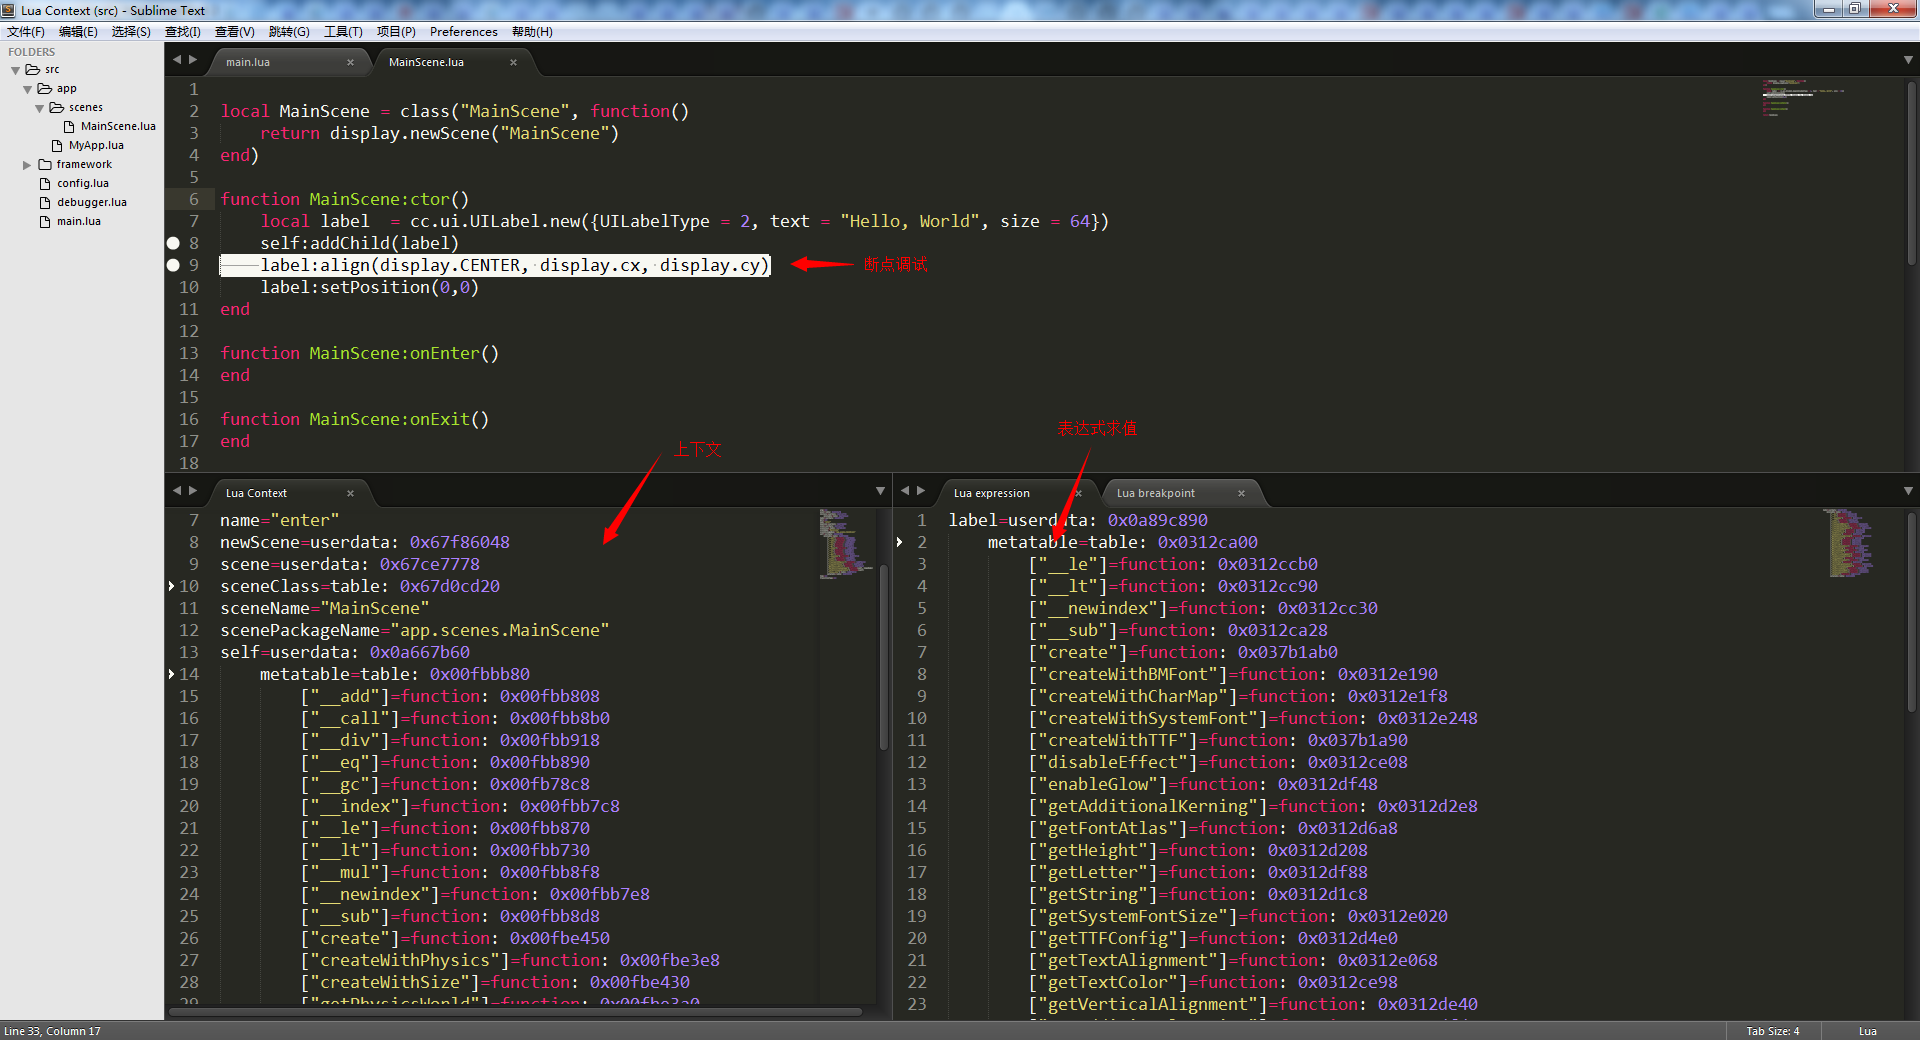 Lua Context (src) - Sublime Text
文件(F) 编辑(E) 选择(S) 查找(I) 查看(V) 跳转(G) 工具(T) 项目(P) Preferences 帮助(H)
FOLDERS
src
app
scenes
MainScene.lua
MyApp.lua
framework
config.lua
debugger.lua
main.lua
main.lua × MainScene.lua ×
1
2 local MainScene = class("MainScene", function()
3 return display.newScene("MainScene")
4 end)
5
6 function MainScene:ctor()
7 local label  = cc.ui.UILabel.new({UILabelType = 2, text = "Hello, World", size = 64})
8 self:addChild(label)
9 label:align(display.CENTER, display.cx, display.cy) 断点调试
10 label:setPosition(0,0)
11 end
12
13 function MainScene:onEnter()
14 end
15
16 function MainScene:onExit()
17 end
18
上下文
表达式求值
Lua Context ×
7 name="enter"
8 newScene=userdata: 0x67f86048
9 scene=userdata: 0x67ce7778
10 sceneClass=table: 0x67d0cd20
11 sceneName="MainScene"
12 scenePackageName="app.scenes.MainScene"
13 self=userdata: 0x0a667b60
14 metatable=table: 0x00fbbb80
15 ["__add"]=function: 0x00fbb808
16 ["__call"]=function: 0x00fbb8b0
17 ["__div"]=function: 0x00fbb918
18 ["__eq"]=function: 0x00fbb890
19 ["__gc"]=function: 0x00fb78c8
20 ["__index"]=function: 0x00fbb7c8
21 ["__le"]=function: 0x00fbb870
22 ["__lt"]=function: 0x00fbb730
23 ["__mul"]=function: 0x00fbb8f8
24 ["__newindex"]=function: 0x00fbb7e8
25 ["__sub"]=function: 0x00fbb8d8
26 ["create"]=function: 0x00fbe450
27 ["createWithPhysics"]=function: 0x00fbe3e8
28 ["createWithSize"]=function: 0x00fbe430
29 ["getPhysicsWorld"]=function: 0x00fbe3a0
Lua expression × Lua breakpoint ×
1 label=userdata: 0x0a89c890
2 metatable=table: 0x0312ca00
3 ["__le"]=function: 0x0312ccb0
4 ["__lt"]=function: 0x0312cc90
5 ["__newindex"]=function: 0x0312cc30
6 ["__sub"]=function: 0x0312ca28
7 ["create"]=function: 0x037b1ab0
8 ["createWithBMFont"]=function: 0x0312e190
9 ["createWithCharMap"]=function: 0x0312e1f8
10 ["createWithSystemFont"]=function: 0x0312e248
11 ["createWithTTF"]=function: 0x037b1a90
12 ["disableEffect"]=function: 0x0312ce08
13 ["enableGlow"]=function: 0x0312df48
14 ["getAdditionalKerning"]=function: 0x0312d2e8
15 ["getFontAtlas"]=function: 0x0312d6a8
16 ["getHeight"]=function: 0x0312d208
17 ["getLetter"]=function: 0x0312df88
18 ["getString"]=function: 0x0312d1c8
19 ["getSystemFontSize"]=function: 0x0312e020
20 ["getTTFConfig"]=function: 0x0312d4e0
21 ["getTextAlignment"]=function: 0x0312e068
22 ["getTextColor"]=function: 0x0312ce98
23 ["getVerticalAlignment"]=function: 0x0312de40
Line 33, Column 17 Tab Size: 4 Lua